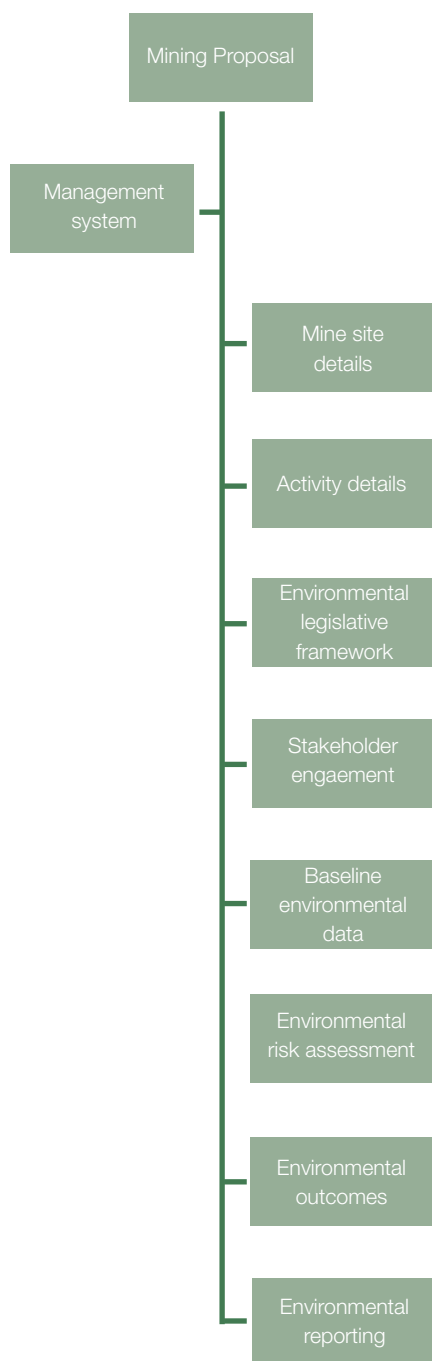 Mining Proposal
Management
system
Mine site
details
Activity details
Environmental
legislative
framework
Stakeholder
engaement
Baseline
environmental
data
Environmental
risk assessment
Environmental
outcomes
Environmental
reporting